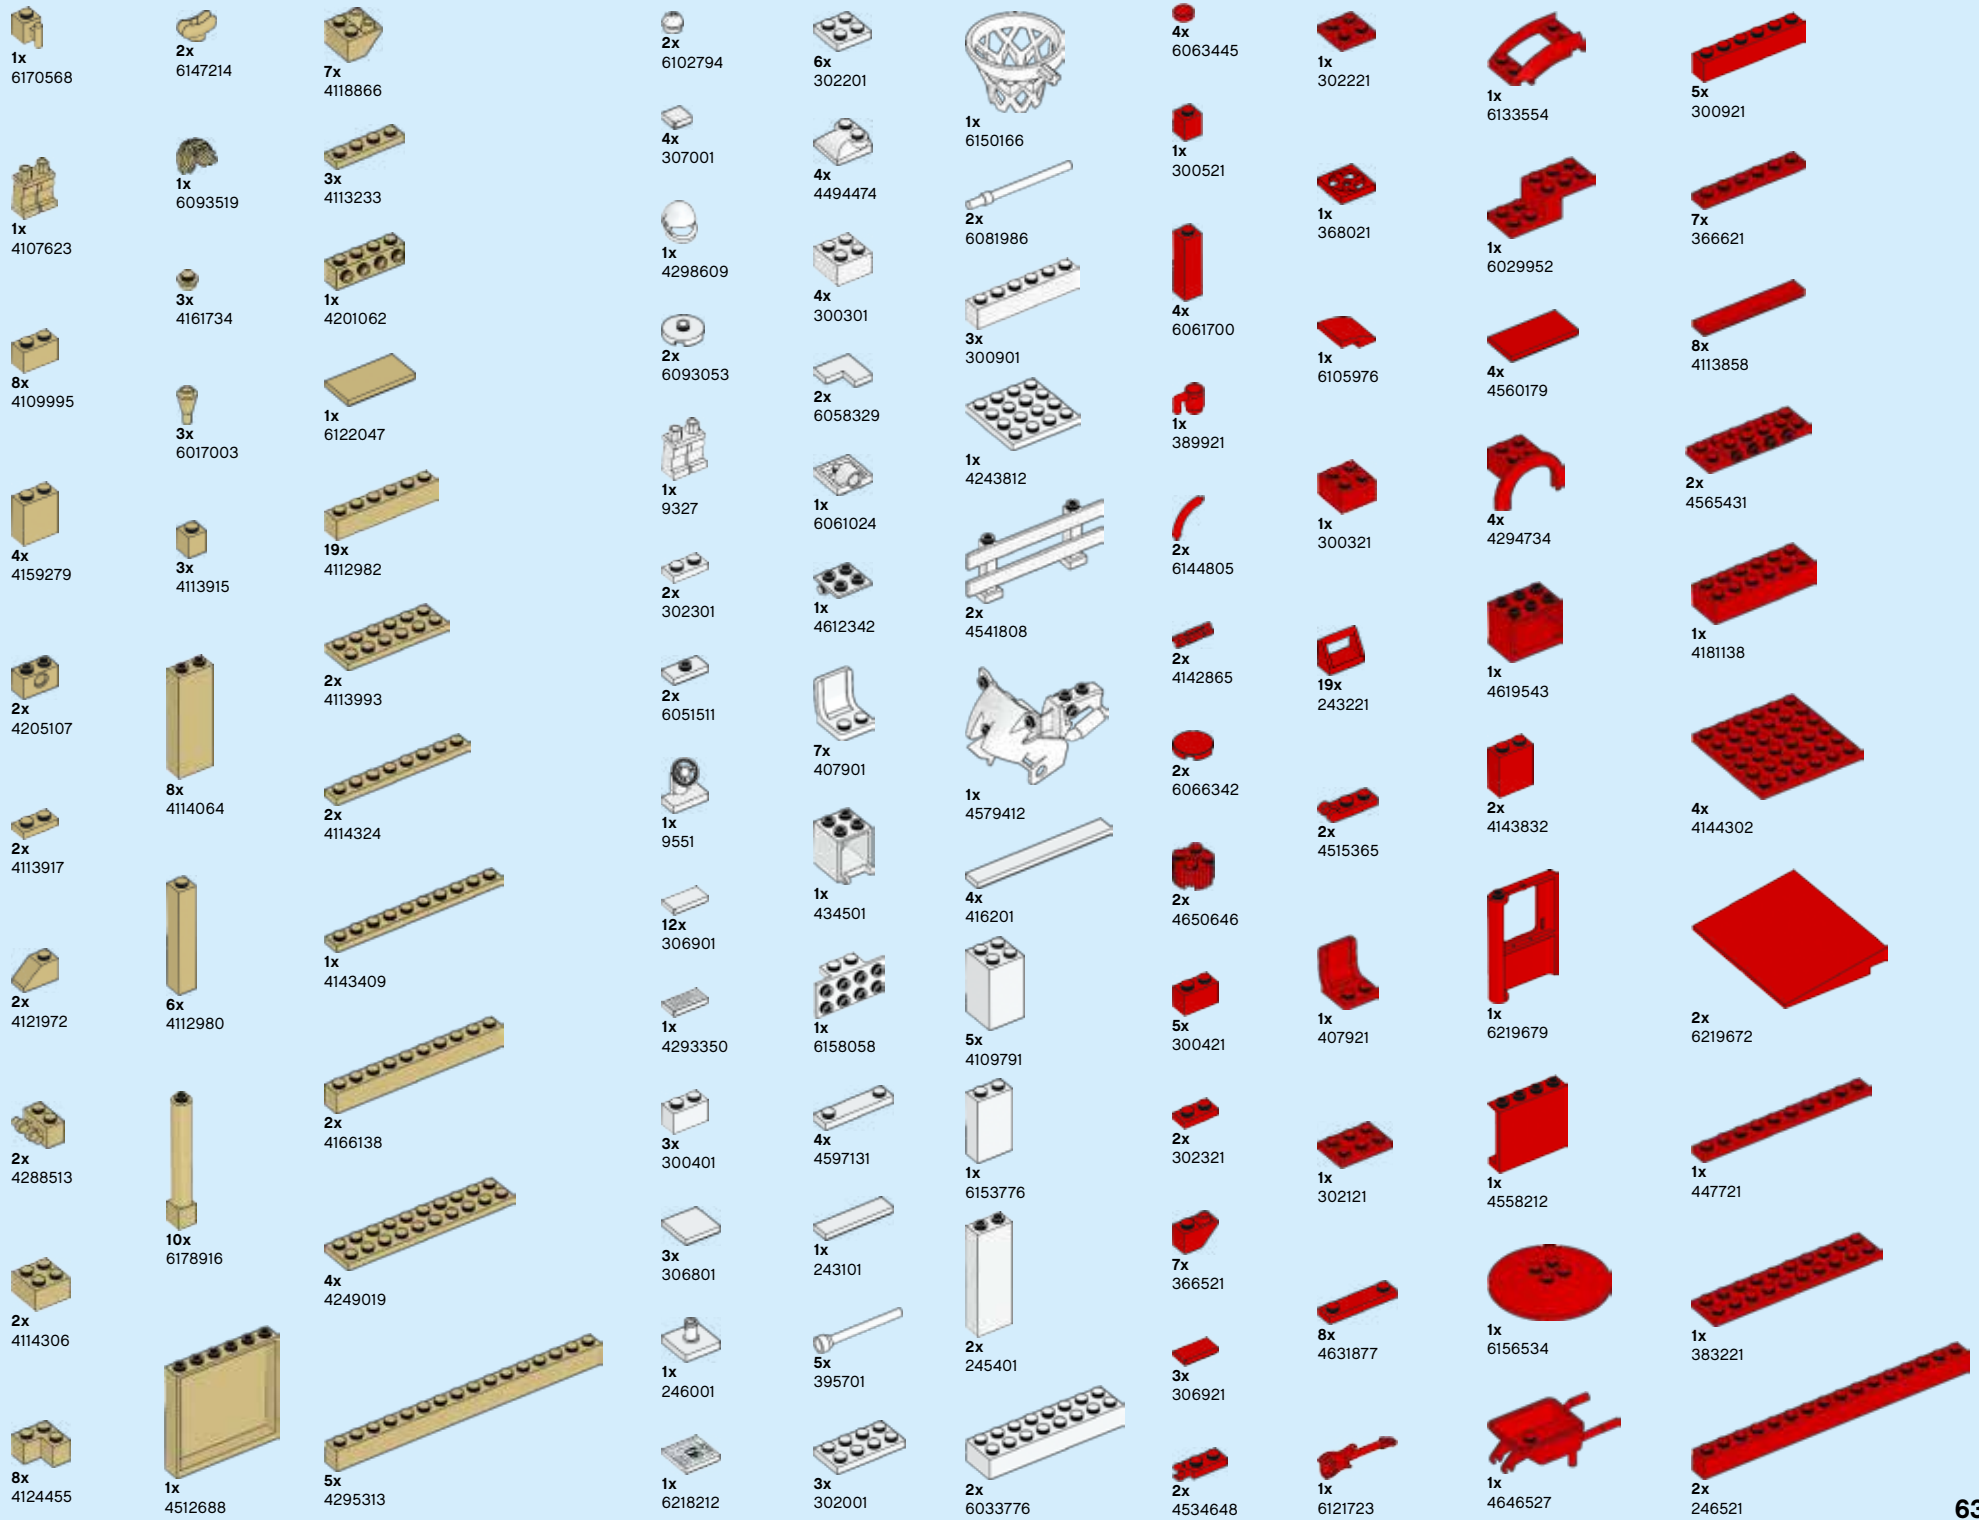 1x
6170568
1x
4107623
8x
4109995
4x
4159279
2x
4205107
2x
4113917
2x
4121972
2x
4288513
2x
4114306
8x
4124455
2x
6147214
1x
6093519
3x
4161734
3x
6017003
3x
4113915
8x
4114064
6x
4112980
10x
6178916
1x
4512688
7x
4118866
3x
4113233
1x
4201062
1x
6122047
19x
4112982
2x
4113993
2x
4114324
1x
4143409
2x
4166138
4x
4249019
5x
4295313
2x
6102794
4x
307001
1x
4298609
2x
6093053
1x
9327
2x
302301
2x
6051511
1x
9551
12x
306901
1x
4293350
3x
300401
3x
306801
1x
246001
1x
6218212
6x
302201
4x
4494474
4x
300301
2x
6058329
1x
6061024
1x
4612342
7x
407901
1x
434501
1x
6158058
4x
4597131
1x
243101
5x
395701
3x
302001
1x
6150166
2x
6081986
3x
300901
1x
4243812
2x
4541808
1x
4579412
4x
416201
5x
4109791
1x
6153776
2x
245401
2x
6033776
4x
6063445
1x
300521
4x
6061700
1x
389921
2x
6144805
2x
4142865
2x
6066342
2x
4650646
5x
300421
2x
302321
7x
366521
3x
306921
2x
4534648
1x
302221
1x
368021
1x
6105976
1x
300321
19x
243221
2x
4515365
1x
407921
1x
302121
8x
4631877
1x
6121723
1x
6133554
1x
6029952
4x
4560179
4x
4294734
1x
4619543
2x
4143832
1x
6219679
1x
4558212
1x
6156534
1x
4646527
5x
300921
7x
366621
8x
4113858
2x
4565431
1x
4181138
4x
4144302
2x
6219672
1x
447721
1x
383221
2x
246521
63